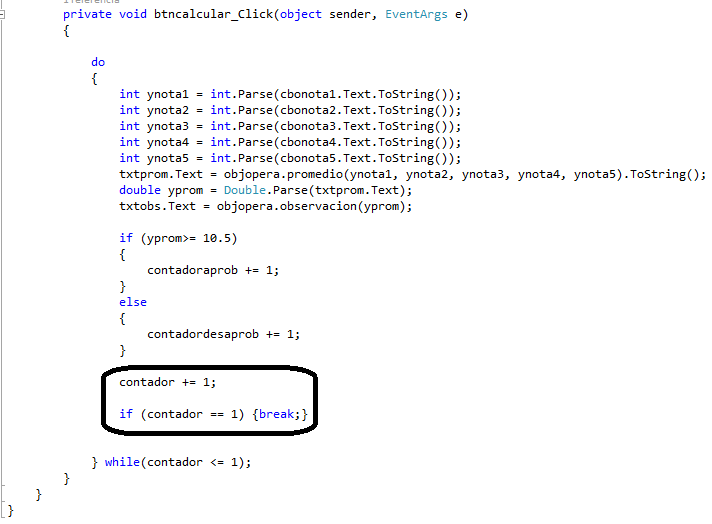 1 referencia
private void btncalcular_Click(object sender, EventArgs e)
{
do
{
int ynota1 = int.Parse(cbonota1.Text.ToString());
int ynota2 = int.Parse(cbonota2.Text.ToString());
int ynota3 = int.Parse(cbonota3.Text.ToString());
int ynota4 = int.Parse(cbonota4.Text.ToString());
int ynota5 = int.Parse(cbonota5.Text.ToString());
txtprom.Text = objopera.promedio(ynota1, ynota2, ynota3, ynota4, ynota5).ToString();
double yprom = Double.Parse(txtprom.Text);
txtobs.Text = objopera.observacion(yprom);
if (yprom>= 10.5)
{
contadoraprob += 1;
}
else
{
contadordesaprob += 1;
}
contador += 1;
if (contador == 1) {break;}
} while(contador <= 1);
}
}
}